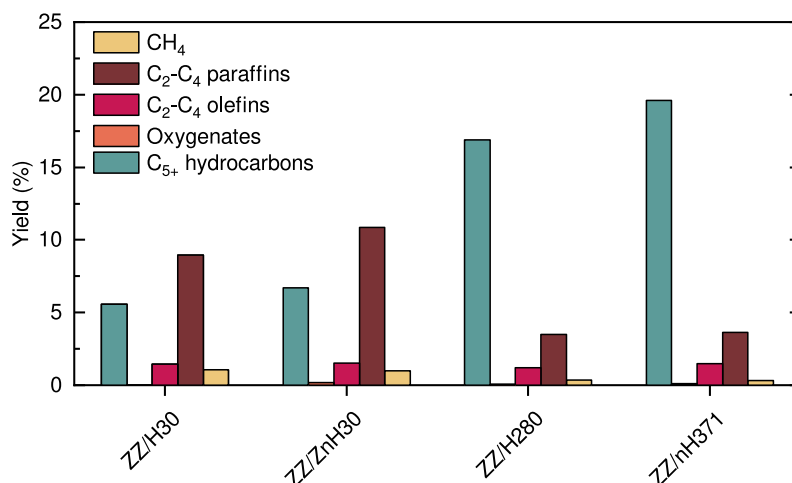 25
20
15
10
5
0
Yield (%)
CH₄
C₂-C₄ paraffins
C₂-C₄ olefins
Oxygenates
C₅₊ hydrocarbons
ZZ/H30
ZZ/ZnH30
ZZ/H280
ZZ/nH371